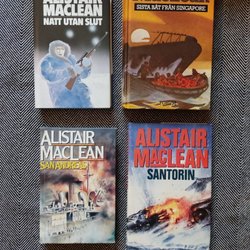 ALISTAIR
MACLEAN
NATT UTAN SLUT
SISTA BÅT FRÅN SINGAPORE
ALISTAIR
MACLEAN
SAN ANDREAS
ALISTAIR
MACLEAN
SANTORIN